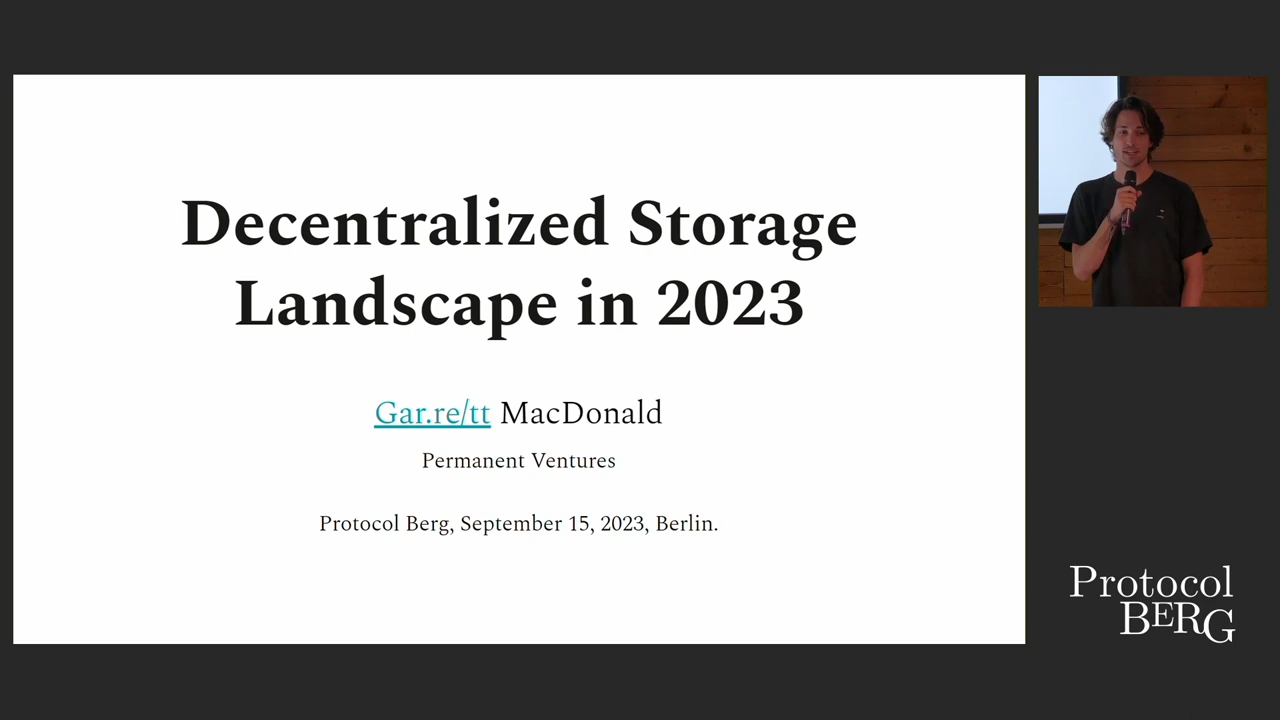 Decentralized Storage
Landscape in 2023
Gar.re/tt MacDonald
Permanent Ventures
Protocol Berg, September 15, 2023, Berlin.
Protocol
BERG